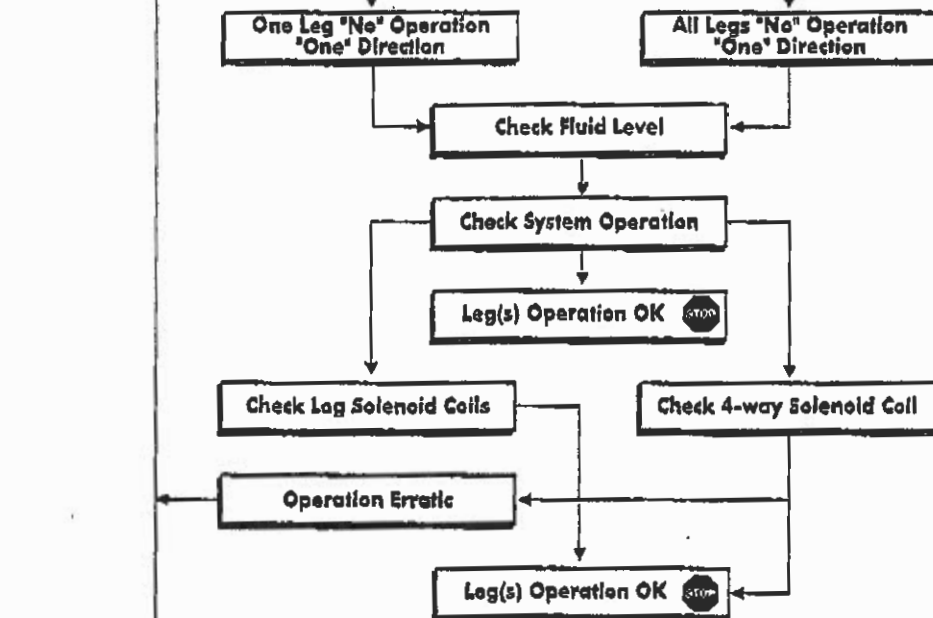 One Leg "No" Operation
"One" Direction
All Legs "No" Operation
"One" Direction
Check Fluid Level
Check System Operation
Leg(s) Operation OK STOP
Check Leg Solenoid Coils
Check 4-way Solenoid Coil
Operation Erratic
Leg(s) Operation OK STOP